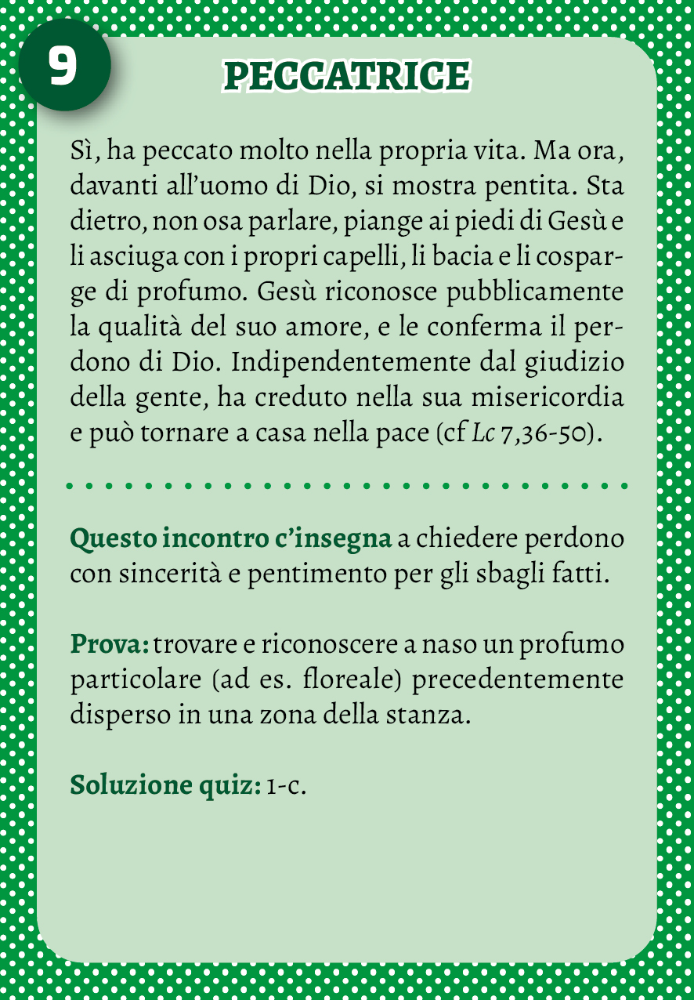 9
PECCATRICE
Sì, ha peccato molto nella propria vita. Ma ora,
davanti all’uomo di Dio, si mostra pentita. Sta
dietro, non osa parlare, piange ai piedi di Gesù e
li asciuga con i propri capelli, li bacia e li cospar-
ge di profumo. Gesù riconosce pubblicamente
la qualità del suo amore, e le conferma il per-
dono di Dio. Indipendentemente dal giudizio
della gente, ha creduto nella sua misericordia
e può tornare a casa nella pace (cf Lc 7,36-50).
Questo incontro c’insegna a chiedere perdono
con sincerità e pentimento per gli sbagli fatti.
Prova: trovare e riconoscere a naso un profumo
particolare (ad es. floreale) precedentemente
disperso in una zona della stanza.
Soluzione quiz: 1-c.